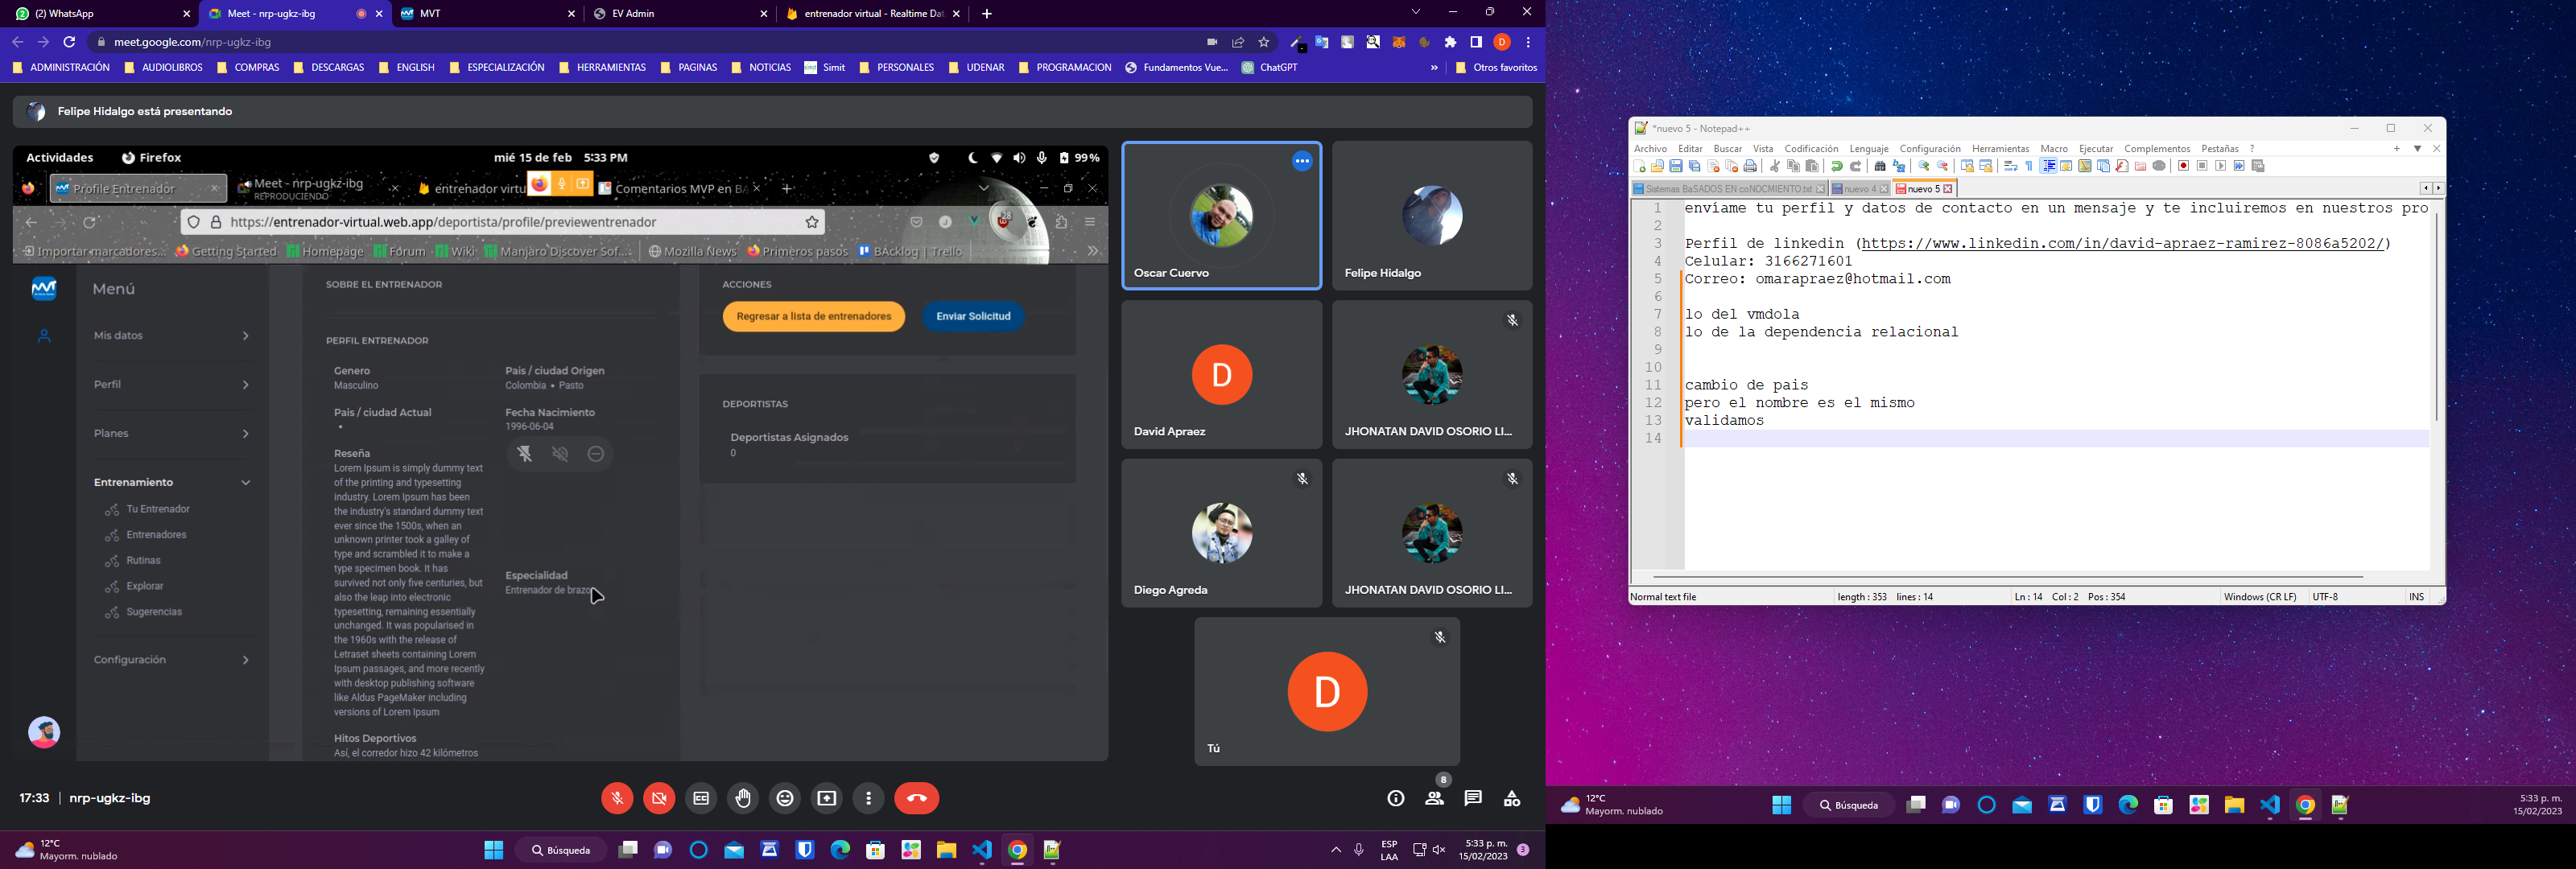 (2) WhatsApp
Meet - nrp-ugkz-ibg
MVT
EV Admin
entrenador virtual - Realtime Dat
meet.google.com/nrp-ugkz-ibg
ADMINISTRACIÓN
AUDIOLIBROS
COMPRAS
DESCARGAS
ENGLISH
ESPECIALIZACIÓN
HERRAMIENTAS
PAGINAS
NOTICIAS
Simit
PERSONALES
UDENAR
PROGRAMACION
Fundamentos Vue...
ChatGPT
»
Otros favoritos
Felipe Hidalgo está presentando
Actividades
Firefox
mié 15 de feb 5:33 PM
99%
Profile Entrenador
Meet – nrp-ugkz-ibg
REPRODUCIENDO
entrenador virtu
Comentarios MVP en BA
https://entrenador-virtual.web.app/deportista/profile/previewentrenador
28
Importar marcadores...
Getting Started
Homepage
Forum
Wiki
Manjaro Discover Sof...
Mozilla News
Primeros pasos
BAcklog | Trello
Menú
Mis datos
Perfil
Planes
Entrenamiento
Tu Entrenador
Entrenadores
Rutinas
Explorar
Sugerencias
Configuración
SOBRE EL ENTRENADOR
PERFIL ENTRENADOR
Genero
Masculino
Pais / ciudad Origen
Colombia • Pasto
Pais / ciudad Actual
•
Fecha Nacimiento
1996-06-04
Reseña
Lorem Ipsum is simply dummy text
of the printing and typesetting
industry. Lorem Ipsum has been
the industry's standard dummy text
ever since the 1500s, when an
unknown printer took a galley of
type and scrambled it to make a
type specimen book. It has
survived not only five centuries, but
also the leap into electronic
typesetting, remaining essentially
unchanged. It was popularised in
the 1960s with the release of
Letraset sheets containing Lorem
Ipsum passages, and more recently
with desktop publishing software
like Aldus PageMaker including
versions of Lorem Ipsum
Especialidad
Entrenador de brazo
Hitos Deportivos
Así, el corredor hizo 42 kilómetros
ACCIONES
Regresar a lista de entrenadores
Enviar Solicitud
DEPORTISTAS
Deportistas Asignados
0
Oscar Cuervo
Felipe Hidalgo
D
David Apraez
JHONATAN DAVID OSORIO LI...
Diego Agreda
JHONATAN DAVID OSORIO LI...
D
Tú
17:33 | nrp-ugkz-ibg
8
12°C
Mayorm. nublado
Búsqueda
ESP
LAA
5:33 p. m.
15/02/2023
3
*nuevo 5 - Notepad++
Archivo Editar Buscar Vista Codificación Lenguaje Configuración Herramientas Macro Ejecutar Complementos Pestañas ?
Sistemas BaSADOS EN coNOCMIENTO.txt
nuevo 4
nuevo 5
1 envíame tu perfil y datos de contacto en un mensaje y te incluiremos en nuestros pro
2
3 Perfil de linkedin (https://www.linkedin.com/in/david-apraez-ramirez-8086a5202/)
4 Celular: 3166271601
5 Correo: omarapraez@hotmail.com
6
7 lo del vmdola
8 lo de la dependencia relacional
9
10
11 cambio de pais
12 pero el nombre es el mismo
13 validamos
14
Normal text file
length : 353 lines : 14
Ln : 14 Col : 2 Pos : 354
Windows (CR LF)
UTF-8
INS
12°C
Mayorm. nublado
Búsqueda
5:33 p. m.
15/02/2023